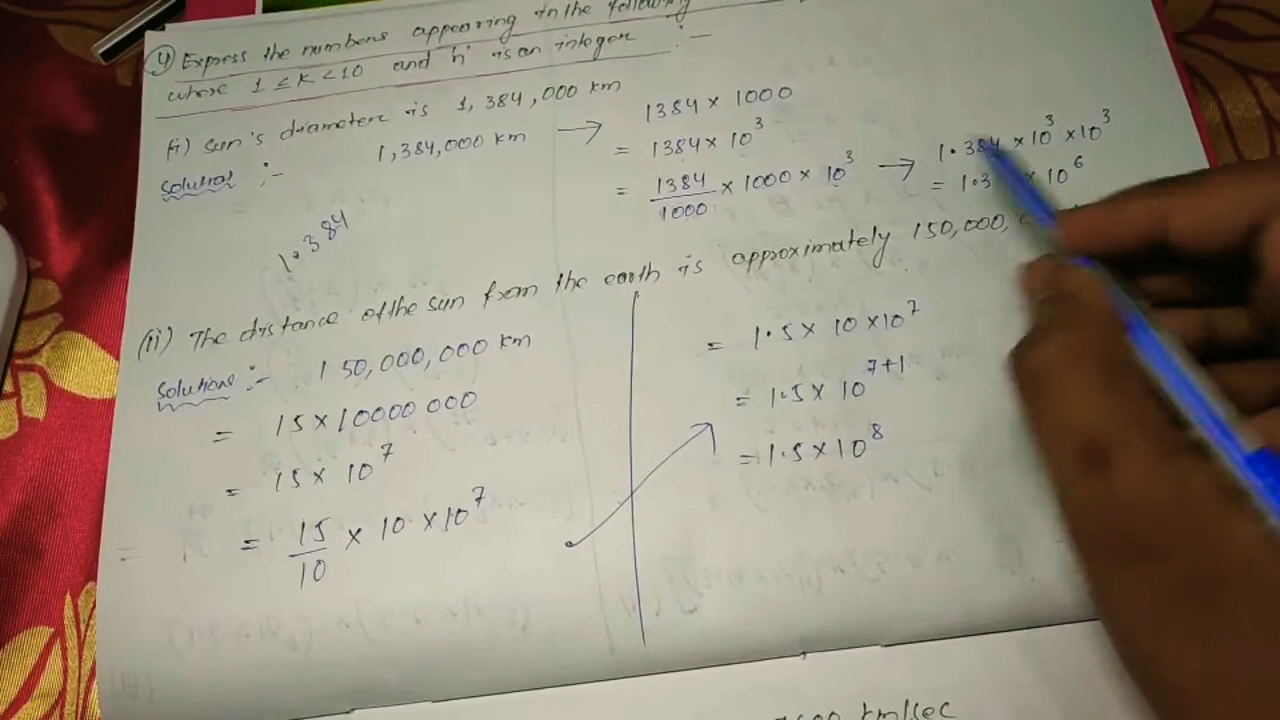 4) Express the numbers appearing in the following
where 1 ≤ K < 10 and 'n' is an integer :-
(i) Sun's diameter is 1,384,000 km
Solution :- 1,384,000 km → 1384 × 1000
= 1384 × 10³
= 1384/1000 × 1000 × 10³ → 1.384 × 10³ × 10³
= 1.3 × 10⁶
1.384
(ii) The distance of the sun from the earth is approximately 150,000,
Solution :- 150,000,000 km
= 15 × 10000000
= 15 × 10⁷
= 15/10 × 10 × 10⁷
= 1.5 × 10 × 10⁷
= 1.5 × 10⁷⁺¹
= 1.5 × 10⁸
km/sec